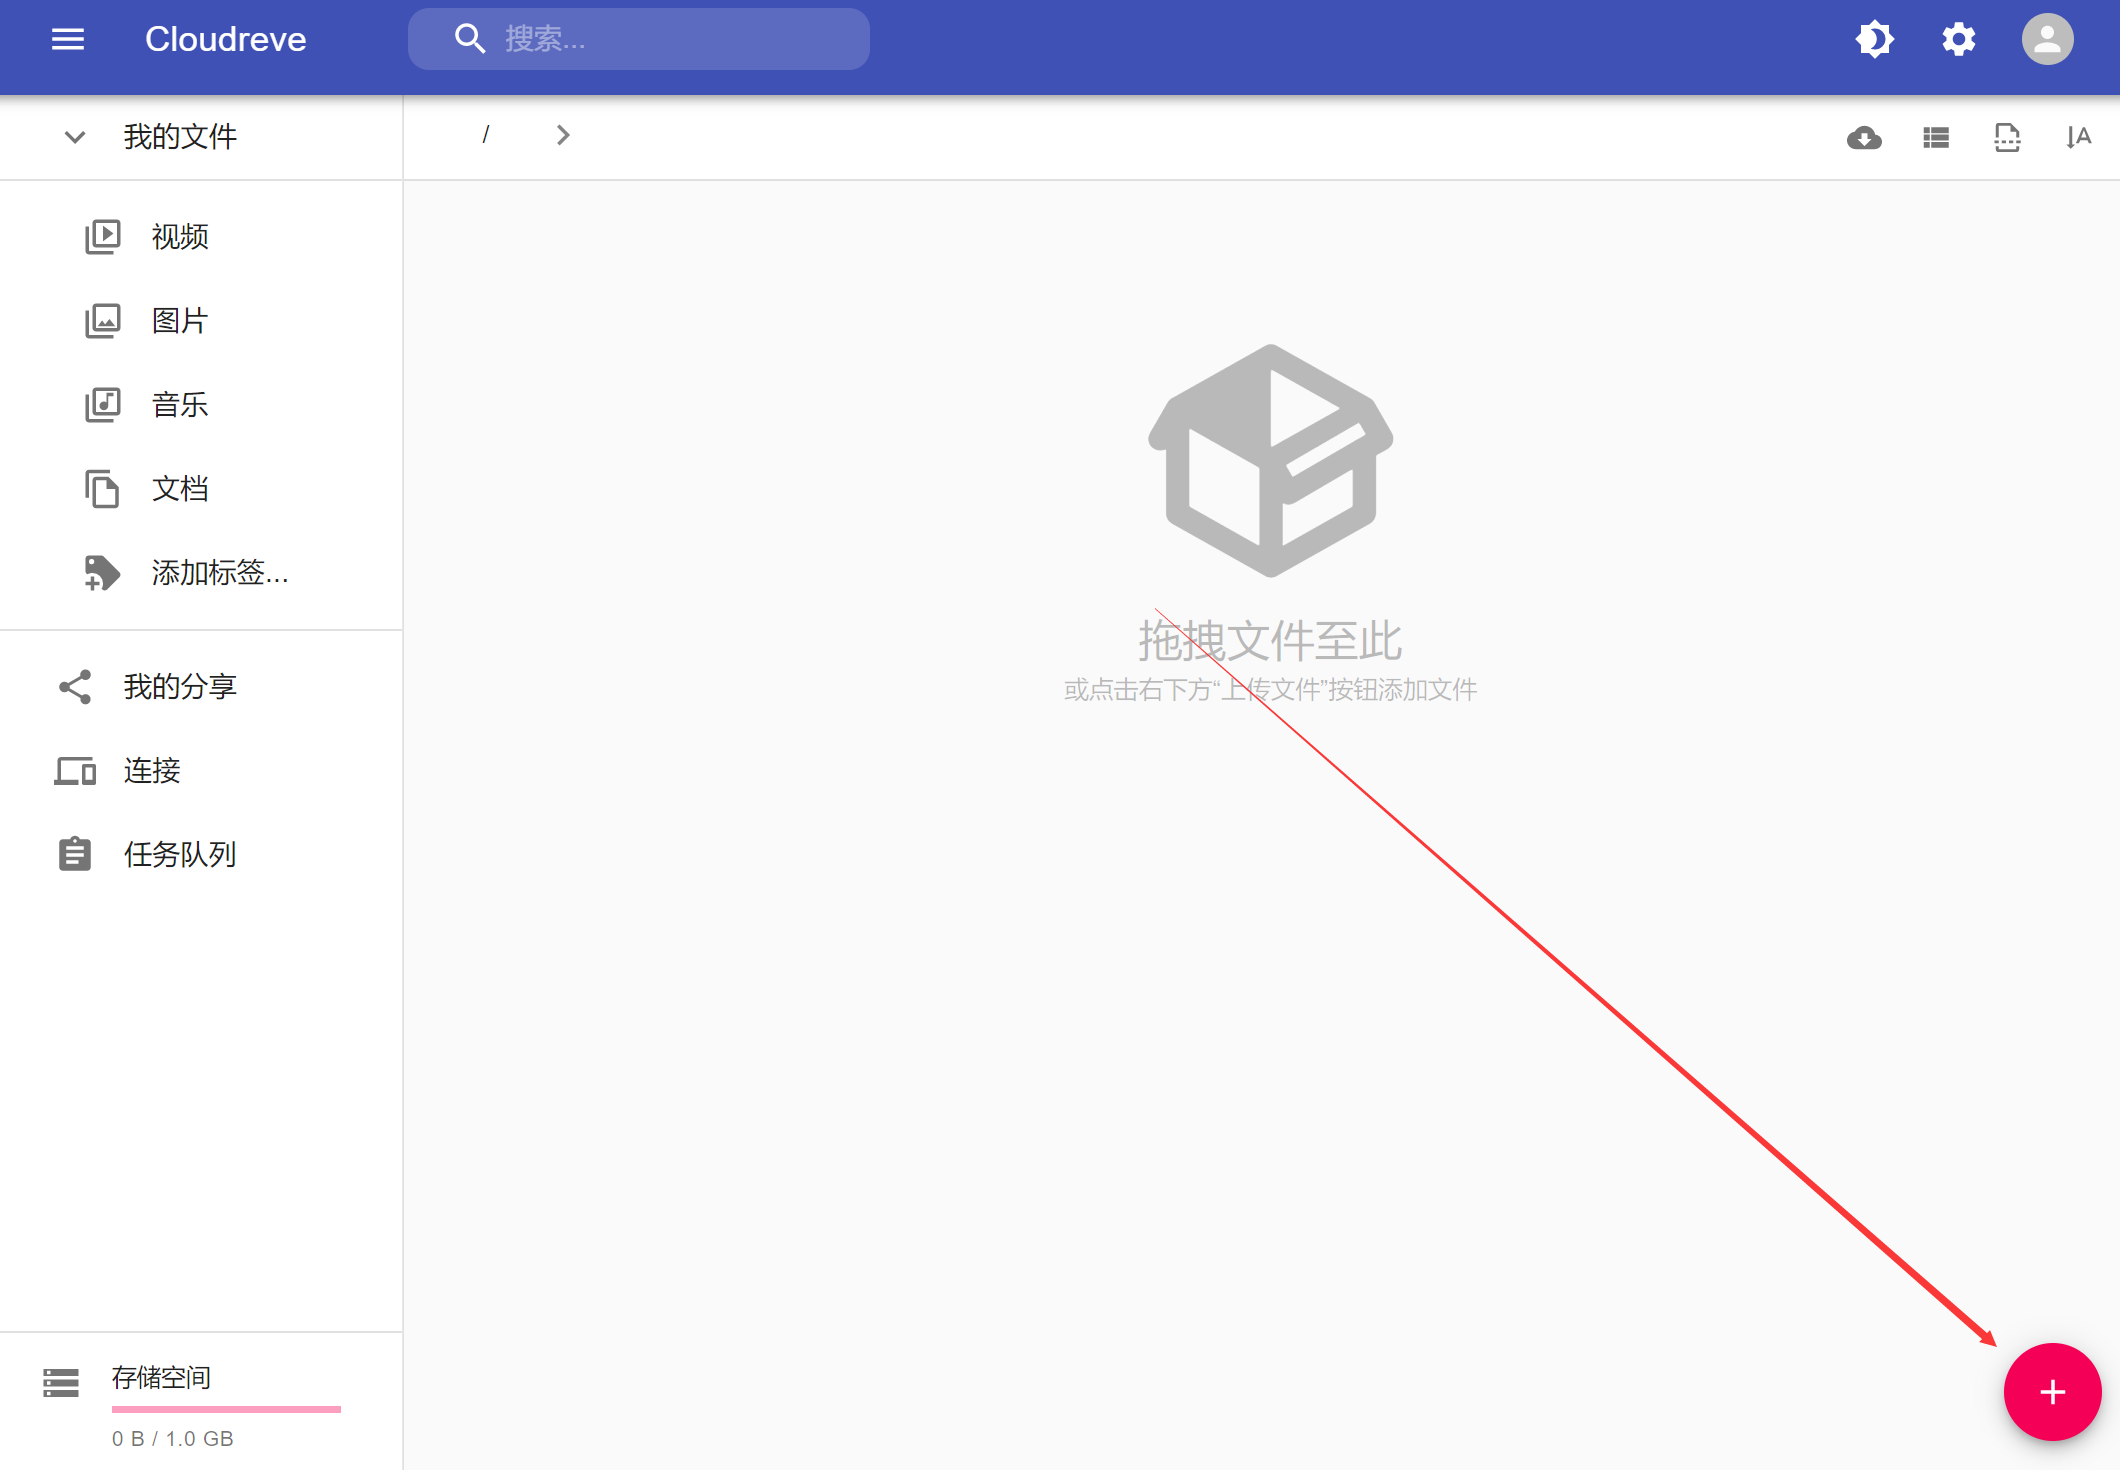 Cloudreve
搜索...
我的文件
/
视频
图片
音乐
文档
添加标签...
我的分享
连接
任务队列
存储空间
0 B / 1.0 GB
拖拽文件至此
或点击右下方“上传文件”按钮添加文件